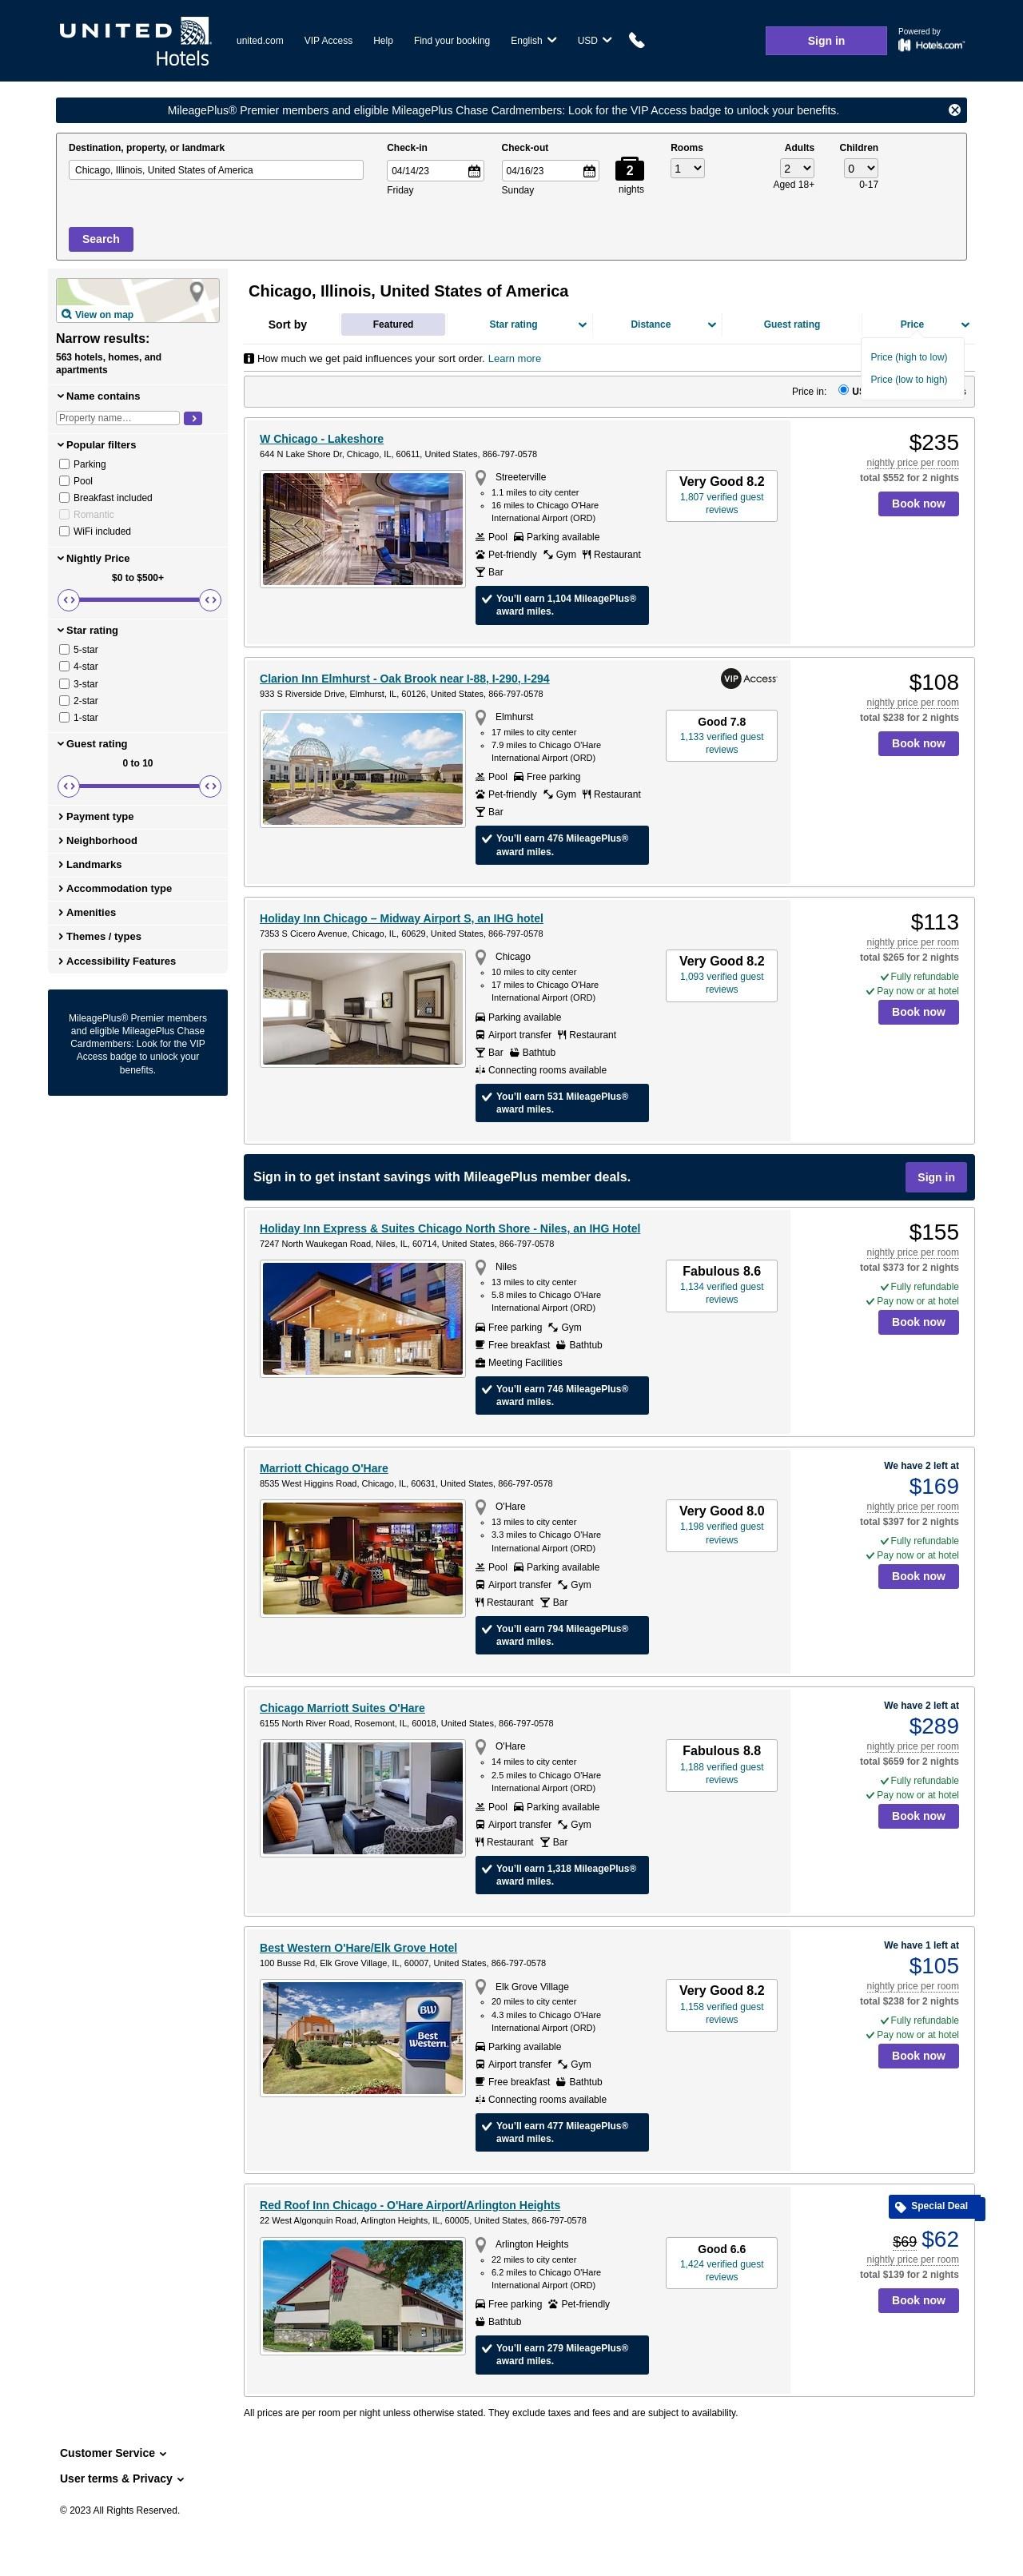 UNITED
Hotels
united.com VIP Access Help Find your booking English USD
Sign in
Powered by
Hotels.com
MileagePlus® Premier members and eligible MileagePlus Chase Cardmembers: Look for the VIP Access badge to unlock your benefits.
Destination, property, or landmark Check-in Check-out Rooms Adults Children
Chicago, Illinois, United States of America 04/14/23 04/16/23 2 1 2 0
Friday Sunday nights Aged 18+ 0-17
Search
View on map
Narrow results:
563 hotels, homes, and
apartments
Name contains
Property name…
Popular filters
Parking
Pool
Breakfast included
Romantic
WiFi included
Nightly Price
$0 to $500+
Star rating
5-star
4-star
3-star
2-star
1-star
Guest rating
0 to 10
Payment type
Neighborhood
Landmarks
Accommodation type
Amenities
Themes / types
Accessibility Features
MileagePlus® Premier members
and eligible MileagePlus Chase
Cardmembers: Look for the VIP
Access badge to unlock your
benefits.
Chicago, Illinois, United States of America
Sort by Featured Star rating Distance Guest rating Price
Price (high to low)
Price (low to high)
How much we get paid influences your sort order. Learn more
Price in:
W Chicago - Lakeshore
644 N Lake Shore Dr, Chicago, IL, 60611, United States, 866-797-0578
Streeterville
1.1 miles to city center
16 miles to Chicago O'Hare
International Airport (ORD)
Pool Parking available
Pet-friendly Gym Restaurant
Bar
You’ll earn 1,104 MileagePlus®
award miles.
Very Good 8.2
1,807 verified guest
reviews
$235
nightly price per room
total $552 for 2 nights
Book now
Clarion Inn Elmhurst - Oak Brook near I-88, I-290, I-294
933 S Riverside Drive, Elmhurst, IL, 60126, United States, 866-797-0578
VIP Access
Elmhurst
17 miles to city center
7.9 miles to Chicago O'Hare
International Airport (ORD)
Pool Free parking
Pet-friendly Gym Restaurant
Bar
You’ll earn 476 MileagePlus®
award miles.
Good 7.8
1,133 verified guest
reviews
$108
nightly price per room
total $238 for 2 nights
Book now
Holiday Inn Chicago – Midway Airport S, an IHG hotel
7353 S Cicero Avenue, Chicago, IL, 60629, United States, 866-797-0578
Chicago
10 miles to city center
17 miles to Chicago O'Hare
International Airport (ORD)
Parking available
Airport transfer Restaurant
Bar Bathtub
Connecting rooms available
You’ll earn 531 MileagePlus®
award miles.
Very Good 8.2
1,093 verified guest
reviews
$113
nightly price per room
total $265 for 2 nights
Fully refundable
Pay now or at hotel
Book now
Sign in to get instant savings with MileagePlus member deals.
Sign in
Holiday Inn Express & Suites Chicago North Shore - Niles, an IHG Hotel
7247 North Waukegan Road, Niles, IL, 60714, United States, 866-797-0578
Niles
13 miles to city center
5.8 miles to Chicago O'Hare
International Airport (ORD)
Free parking Gym
Free breakfast Bathtub
Meeting Facilities
You’ll earn 746 MileagePlus®
award miles.
Fabulous 8.6
1,134 verified guest
reviews
$155
nightly price per room
total $373 for 2 nights
Fully refundable
Pay now or at hotel
Book now
Marriott Chicago O'Hare
8535 West Higgins Road, Chicago, IL, 60631, United States, 866-797-0578
O'Hare
13 miles to city center
3.3 miles to Chicago O'Hare
International Airport (ORD)
Pool Parking available
Airport transfer Gym
Restaurant Bar
You’ll earn 794 MileagePlus®
award miles.
Very Good 8.0
1,198 verified guest
reviews
We have 2 left at
$169
nightly price per room
total $397 for 2 nights
Fully refundable
Pay now or at hotel
Book now
Chicago Marriott Suites O'Hare
6155 North River Road, Rosemont, IL, 60018, United States, 866-797-0578
O'Hare
14 miles to city center
2.5 miles to Chicago O'Hare
International Airport (ORD)
Pool Parking available
Airport transfer Gym
Restaurant Bar
You’ll earn 1,318 MileagePlus®
award miles.
Fabulous 8.8
1,188 verified guest
reviews
We have 2 left at
$289
nightly price per room
total $659 for 2 nights
Fully refundable
Pay now or at hotel
Book now
Best Western O'Hare/Elk Grove Hotel
100 Busse Rd, Elk Grove Village, IL, 60007, United States, 866-797-0578
BW
Best
Western.
Elk Grove Village
20 miles to city center
4.3 miles to Chicago O'Hare
International Airport (ORD)
Parking available
Airport transfer Gym
Free breakfast Bathtub
Connecting rooms available
You’ll earn 477 MileagePlus®
award miles.
Very Good 8.2
1,158 verified guest
reviews
We have 1 left at
$105
nightly price per room
total $238 for 2 nights
Fully refundable
Pay now or at hotel
Book now
Red Roof Inn Chicago - O'Hare Airport/Arlington Heights
22 West Algonquin Road, Arlington Heights, IL, 60005, United States, 866-797-0578
Arlington Heights
22 miles to city center
6.2 miles to Chicago O'Hare
International Airport (ORD)
Free parking Pet-friendly
Bathtub
You’ll earn 279 MileagePlus®
award miles.
Good 6.6
1,424 verified guest
reviews
Special Deal
$69 $62
nightly price per room
total $139 for 2 nights
Book now
All prices are per room per night unless otherwise stated. They exclude taxes and fees and are subject to availability.
Customer Service
User terms & Privacy
© 2023 All Rights Reserved.